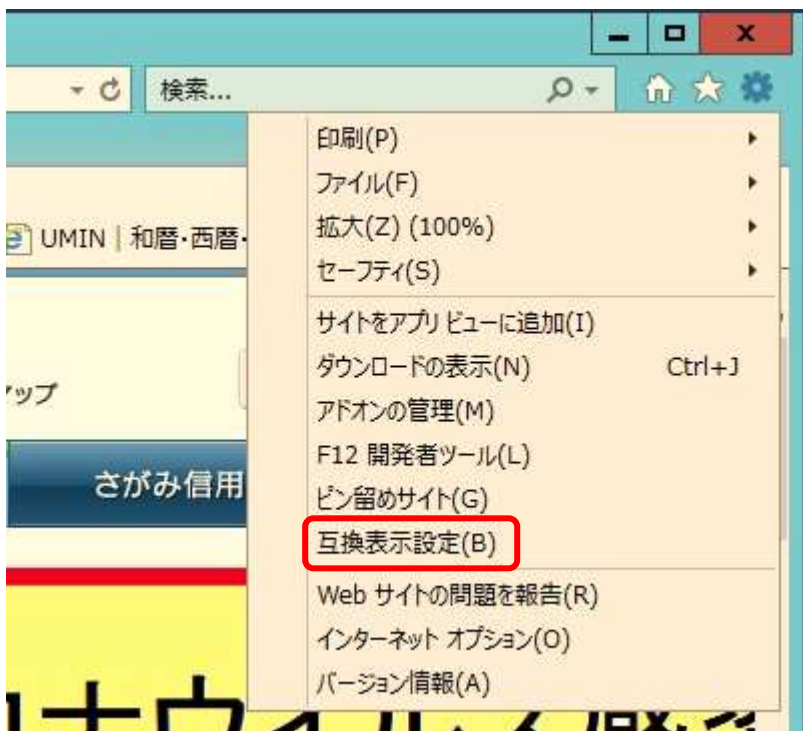 検索...
印刷(P)
ファイル(F)
UMIN | 和暦・西暦・
拡大(Z) (100%)
セーフティ(S)
サイトをアプリ ビューに追加(I)
ダウンロードの表示(N) Ctrl+J
ップ
アドオンの管理(M)
F12 開発者ツール(L)
さがみ信用
ピン留めサイト(G)
互換表示設定(B)
Web サイトの問題を報告(R)
インターネット オプション(O)
バージョン情報(A)